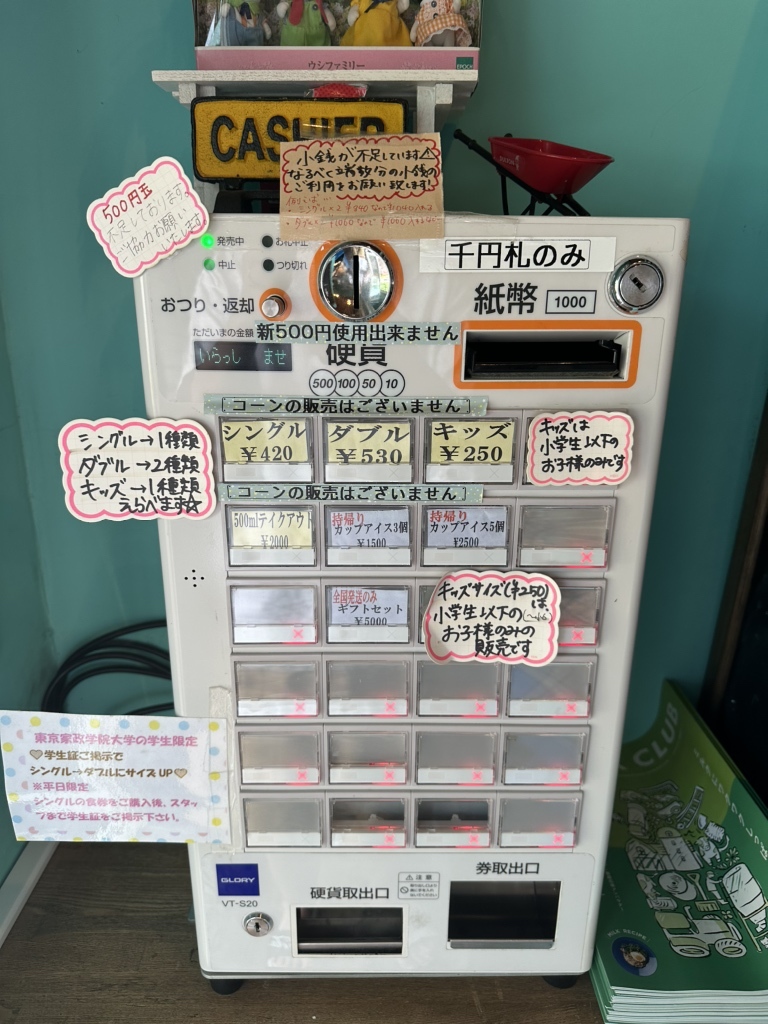 ウシファミリー
EPOCH
CASHIER
小銭が不足しています
なるべく端数分の小銭の
ご利用をお願い致します!
500円玉
不足しております。
ご協力お願い
いたします
発売中
お札中止
中止
つり切れ
千円札のみ
おつり・返却
紙幣 1000
ただいまの金額
新500円使用出来ません
いらっし ませ
硬貨
500 100 50 10
[コーンの販売はございません]
シングル
¥420
ダブル
¥530
キッズ
¥250
キッズは
小学生以下の
お子様のみです
シングル→1種類
ダブル→2種類
キッズ→1種類
えらべます☆
[コーンの販売はございません]
500mlテイクアウト
¥2000
持帰り
カップアイス3個
¥1500
持帰り
カップアイス5個
¥2500
全国発送のみ
ギフトセット
¥5000
キッズサイズ(¥250)は
小学生以下の
お子様のみの
販売です
東京家政学院大学の学生限定
学生証ご掲示で
シングル→ダブルにサイズUP
※平日限定
シングルの食券をご購入後、スタッ
フまで学生証をご掲示下さい。
GLORY
VT-S20
硬貨取出口
注意
券取出口
CLUB